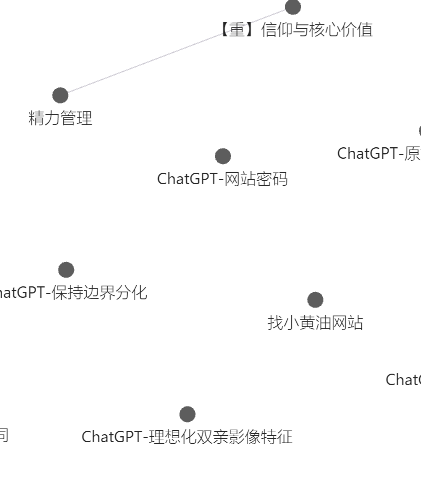 【重】信仰与核心价值
精力管理
ChatGPT-原
ChatGPT-网站密码
hatGPT-保持边界分化
找小黄油网站
Chat
ChatGPT-理想化双亲影像特征
司